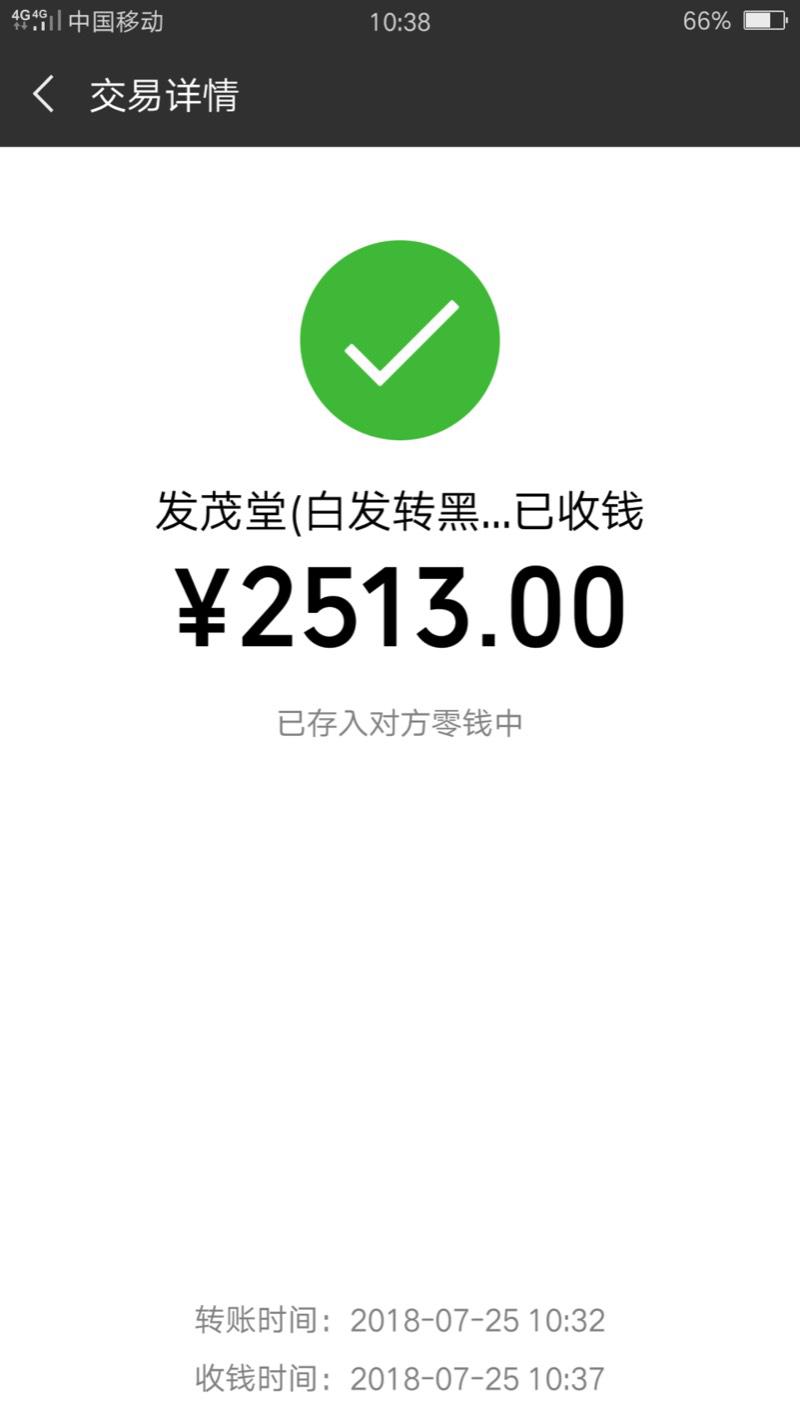 4G 4G 中国移动 10:38 66%
交易详情
发茂堂(白发转黑...已收钱
¥2513.00
已存入对方零钱中
转账时间：2018-07-25 10:32
收钱时间：2018-07-25 10:37